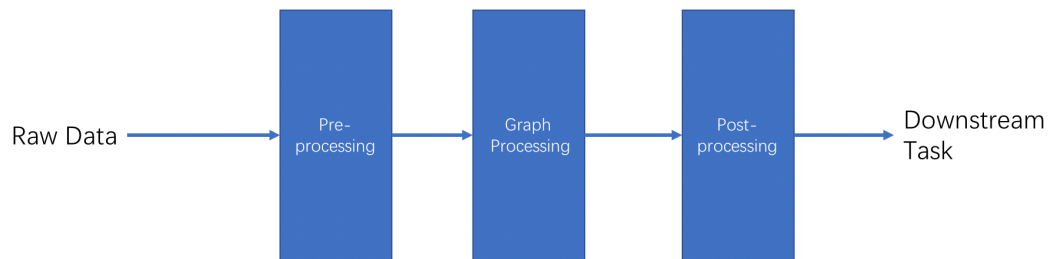 Raw Data
Pre-
processing
Graph
Processing
Post-
processing
Downstream
Task